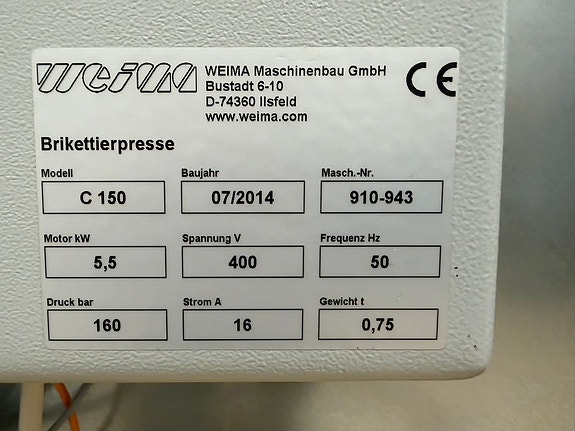 WEIMA
WEIMA Maschinenbau GmbH
Bustadt 6-10
D-74360 Ilsfeld
www.weima.com
CE
Brikettierpresse
Modell Baujahr Masch.-Nr.
C 150 07/2014 910-943
Motor kW Spannung V Frequenz Hz
5,5 400 50
Druck bar Strom A Gewicht t
160 16 0,75